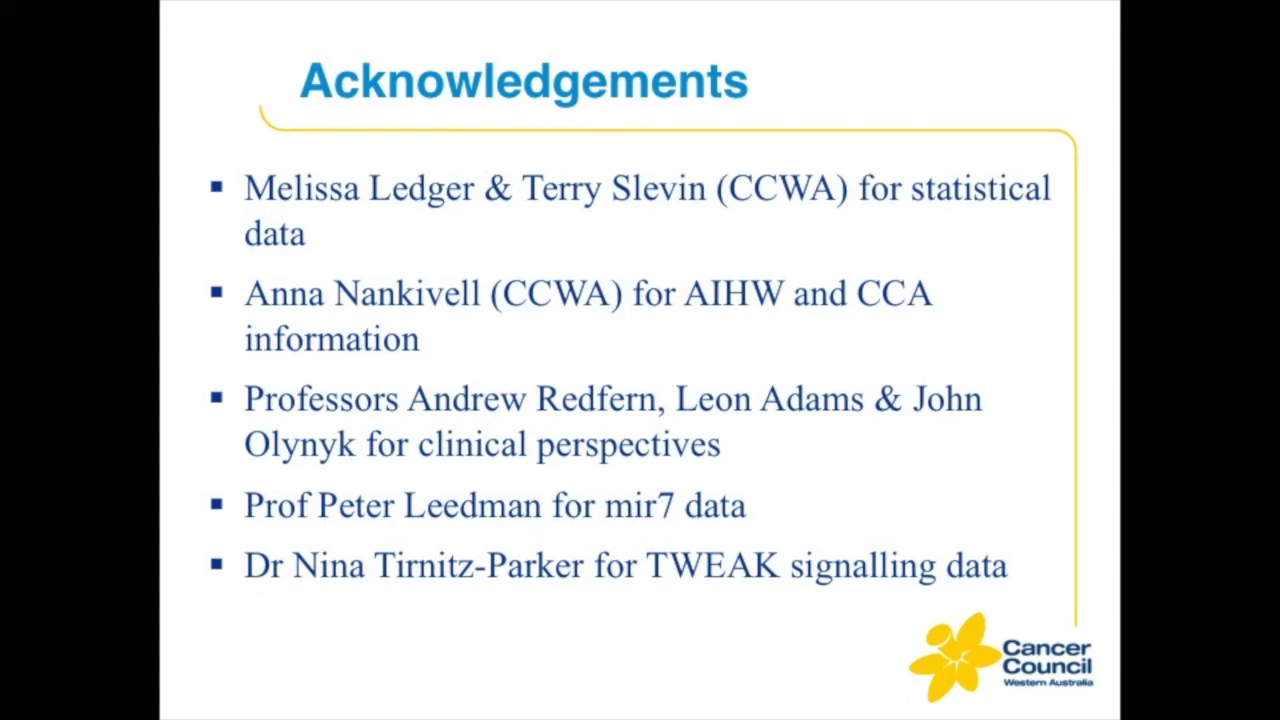 Acknowledgements
▪ Melissa Ledger & Terry Slevin (CCWA) for statistical
data
▪ Anna Nankivell (CCWA) for AIHW and CCA
information
▪ Professors Andrew Redfern, Leon Adams & John
Olynyk for clinical perspectives
▪ Prof Peter Leedman for mir7 data
▪ Dr Nina Tirnitz-Parker for TWEAK signalling data
Cancer
Council
Western Australia